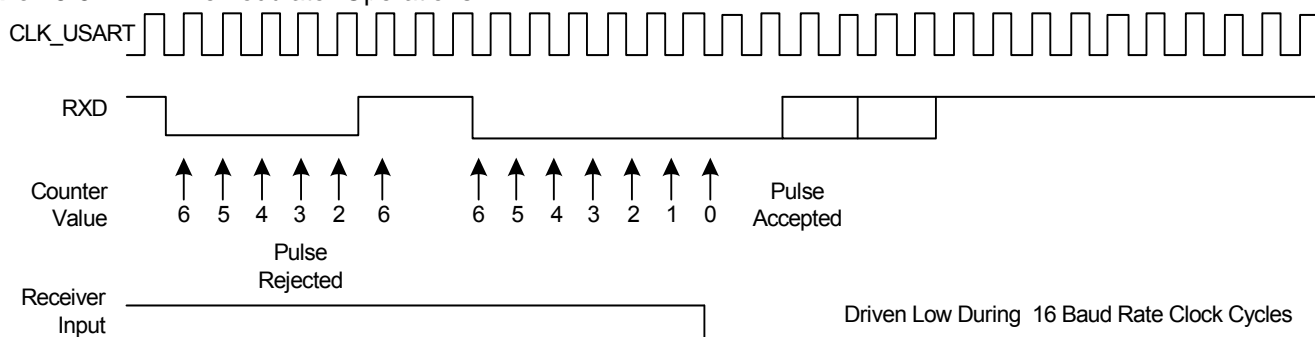 CLK_USART
RXD
Counter
Value
6 5 4 3 2 6 6 5 4 3 2 1 0
Pulse
Accepted
Pulse
Rejected
Receiver
Input
Driven Low During 16 Baud Rate Clock Cycles